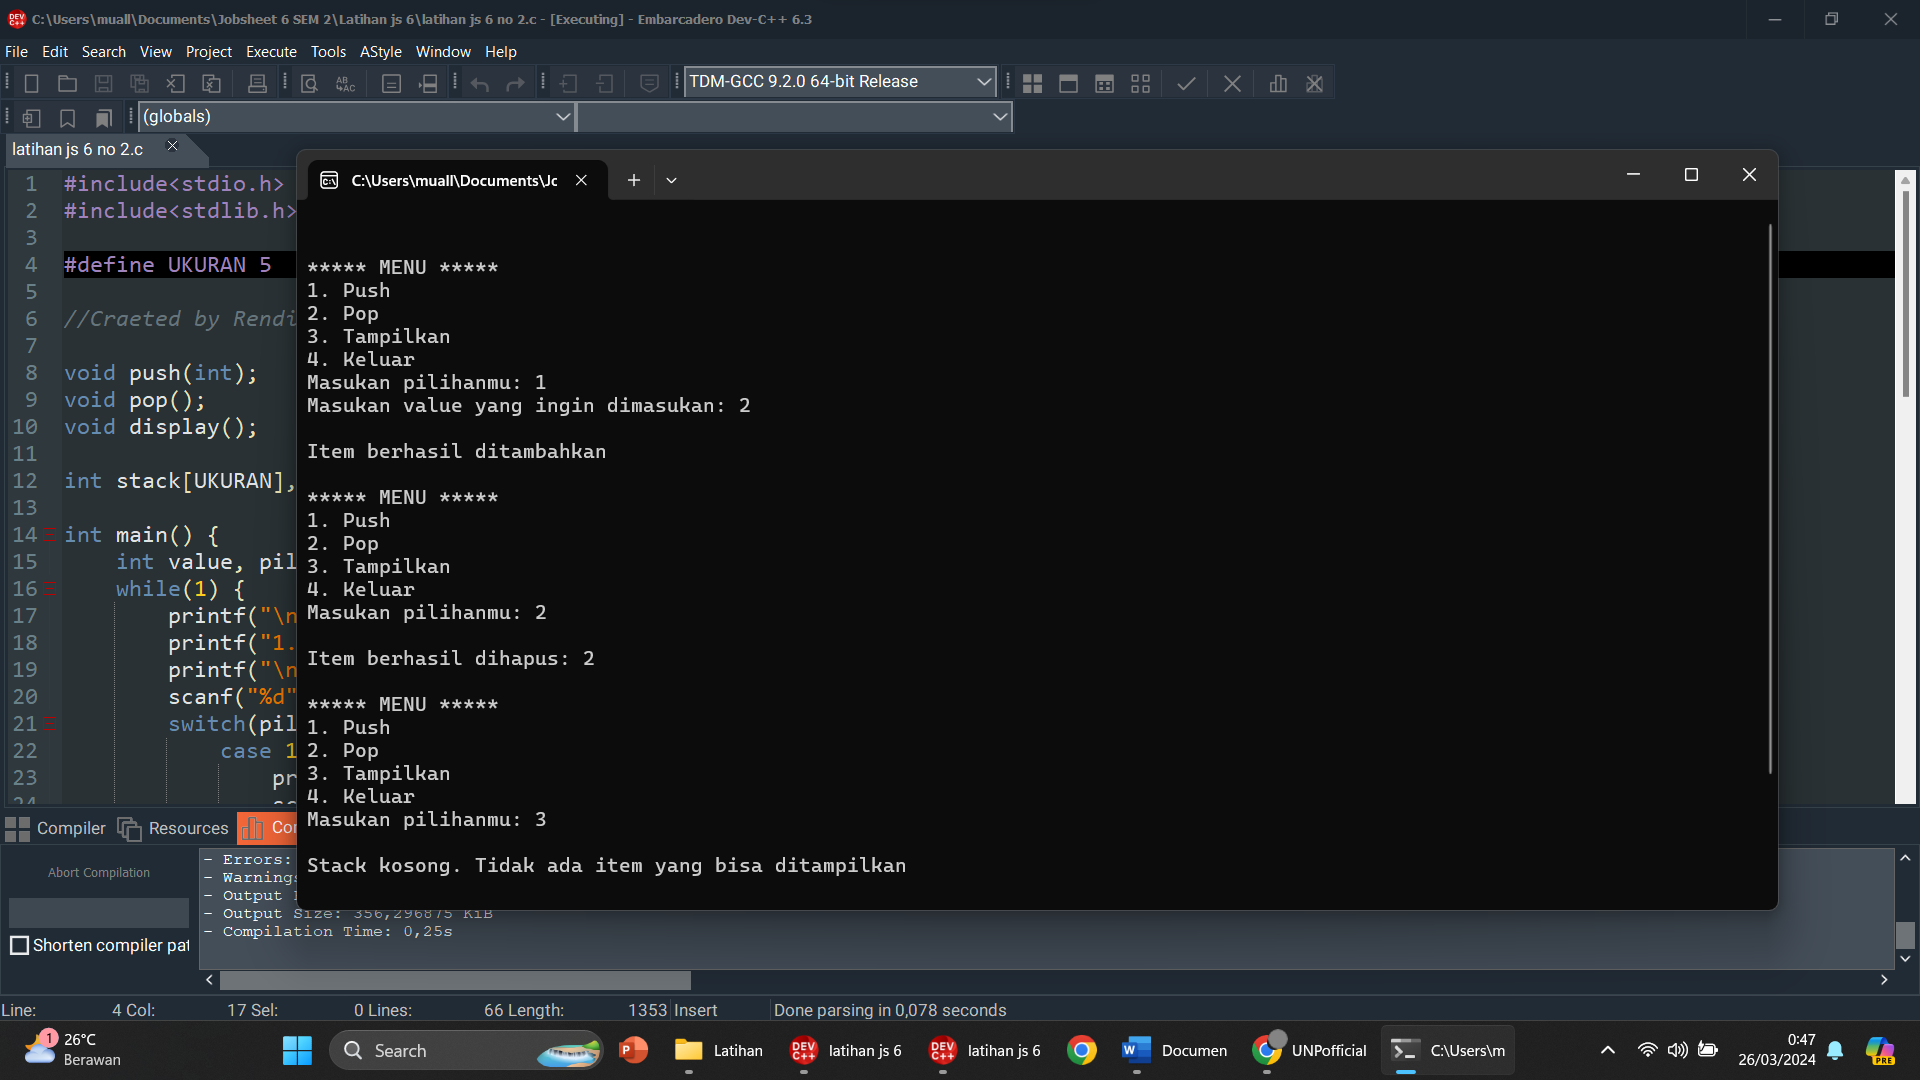 C:\Users\muall\Documents\Jobsheet 6 SEM 2\Latihan js 6\latihan js 6 no 2.c - [Executing] - Embarcadero Dev-C++ 6.3
File Edit Search View Project Execute Tools AStyle Window Help
TDM-GCC 9.2.0 64-bit Release
(globals)
latihan js 6 no 2.c
C:\Users\muall\Documents\Jc
1 #include<stdio.h>
2 #include<stdlib.h>
3
4 #define UKURAN 5
5
6 //Craeted by Rendi
7
8 void push(int);
9 void pop();
10 void display();
11
12 int stack[UKURAN],
13
14 int main() {
15 int value, pil
16 while(1) {
17 printf("\n
18 printf("1.
19 printf("\n
20 scanf("%d"
21 switch(pil
22 case 1
23 pr
24
***** MENU *****
1. Push
2. Pop
3. Tampilkan
4. Keluar
Masukan pilihanmu: 1
Masukan value yang ingin dimasukan: 2
Item berhasil ditambahkan
***** MENU *****
1. Push
2. Pop
3. Tampilkan
4. Keluar
Masukan pilihanmu: 2
Item berhasil dihapus: 2
***** MENU *****
1. Push
2. Pop
3. Tampilkan
4. Keluar
Masukan pilihanmu: 3
Stack kosong. Tidak ada item yang bisa ditampilkan
Compiler Resources Co
Abort Compilation
Shorten compiler pat
- Errors:
- Warnings
- Output
- Output Size: 356,296875 KiB
- Compilation Time: 0,25s
Line: 4 Col: 17 Sel: 0 Lines: 66 Length: 1353 Insert Done parsing in 0,078 seconds
1
26°C
Berawan
Search
Latihan
latihan js 6
latihan js 6
Documen
UNPofficial
C:\Users\m
0:47
26/03/2024
PRE